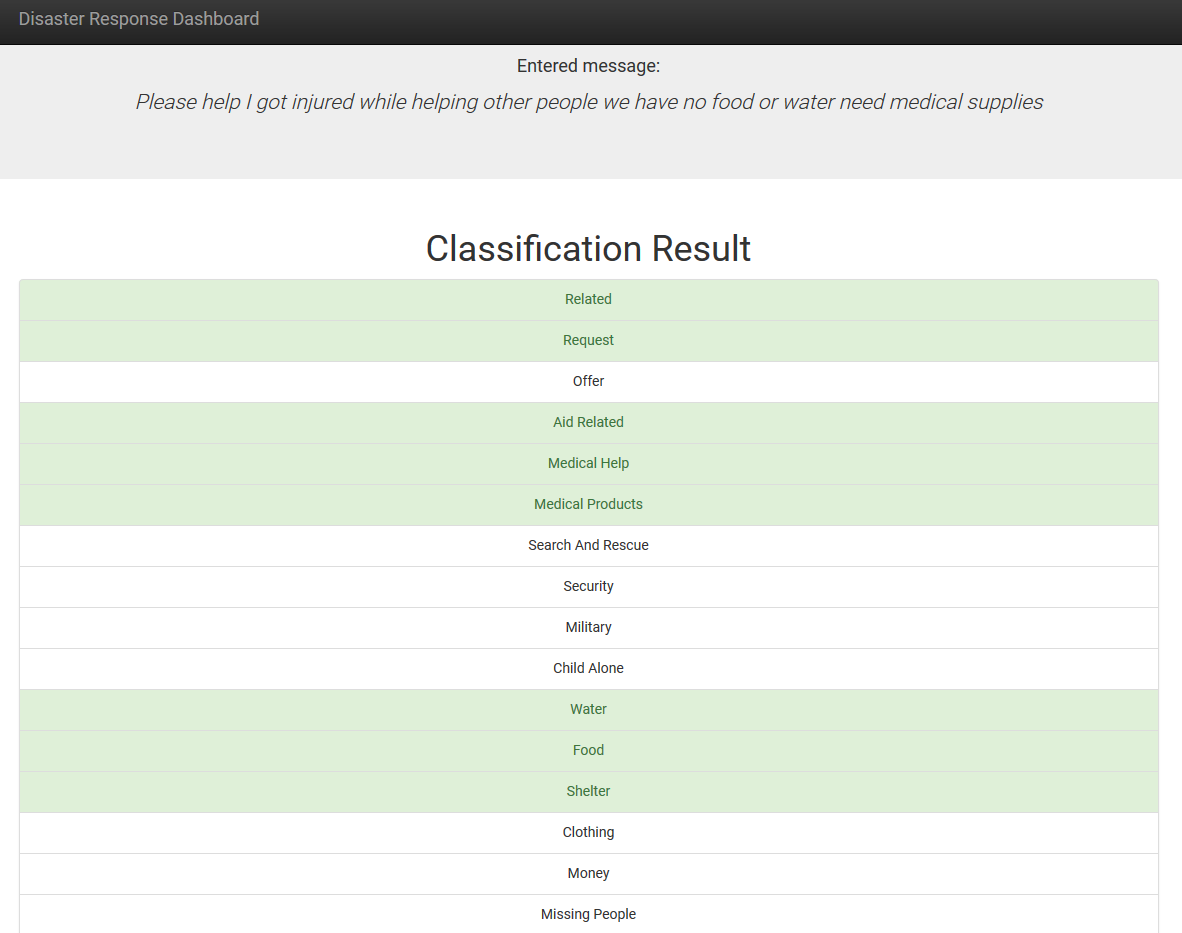 Disaster Response Dashboard
Entered message:
Please help I got injured while helping other people we have no food or water need medical supplies
Classification Result
Related
Request
Offer
Aid Related
Medical Help
Medical Products
Search And Rescue
Security
Military
Child Alone
Water
Food
Shelter
Clothing
Money
Missing People